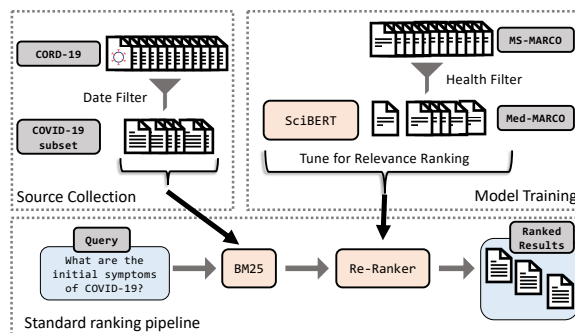 CORD-19
Date Filter
COVID-19
subset
Source Collection
MS-MARCO
Health Filter
SciBERT
Med-MARCO
Tune for Relevance Ranking
Model Training
Query
What are the
initial symptoms
of COVID-19?
BM25
Re-Ranker
Ranked
Results
Standard ranking pipeline